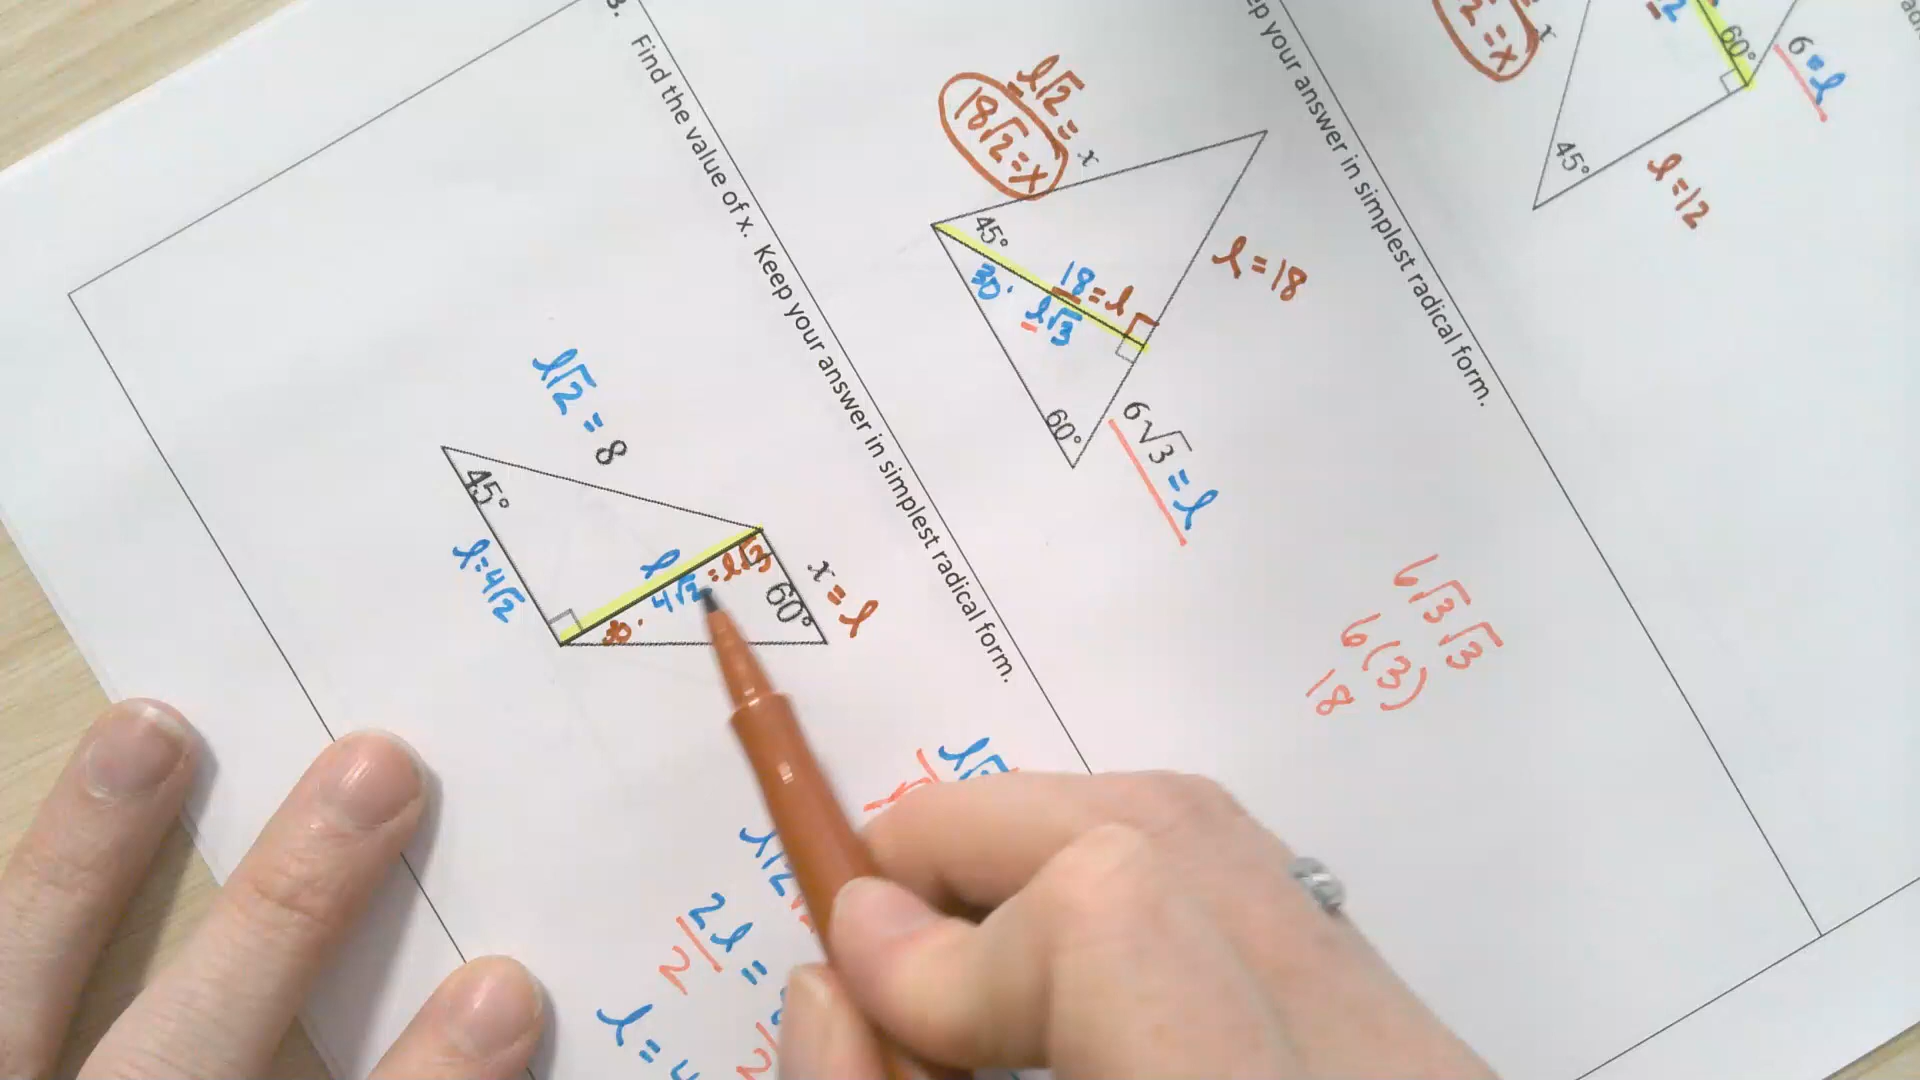 3. Find the value of x. Keep your answer in simplest radical form.
l√2 = 8
45°
l=4√2
l
4√2 = l√3
30°
60°
x = l
2l =
2
2
l = 4
ep your answer in simplest radical form.
l√2 = x
18√2 = x
45°
30°
18 = l
l√3
60°
l = 18
6√3 = l
6√3√3
6(3)
18
2 = x
x
60°
6 = l
45°
l = 12